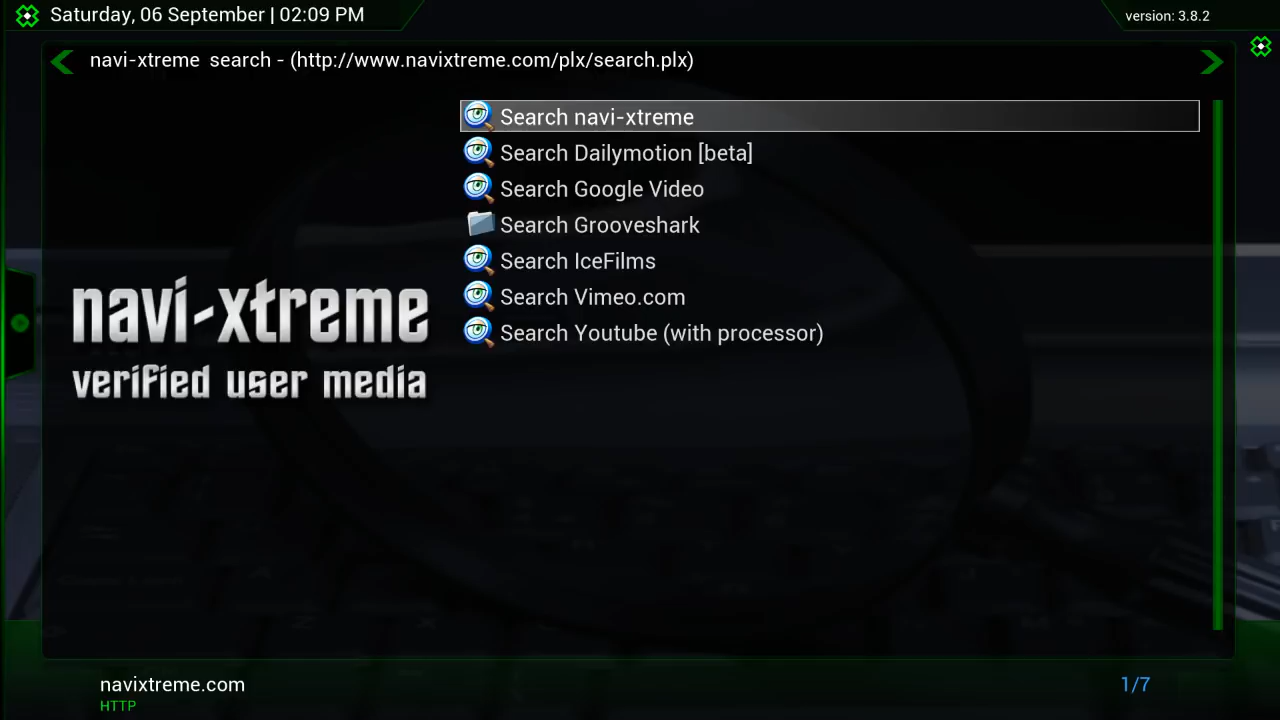 Saturday, 06 September | 02:09 PM
version: 3.8.2
navi-xtreme search - (http://www.navixtreme.com/plx/search.plx)
Search navi-xtreme
Search Dailymotion [beta]
Search Google Video
Search Grooveshark
Search IceFilms
Search Vimeo.com
Search Youtube (with processor)
navi-xtreme
verified user media
navixtreme.com
1/7
HTTP